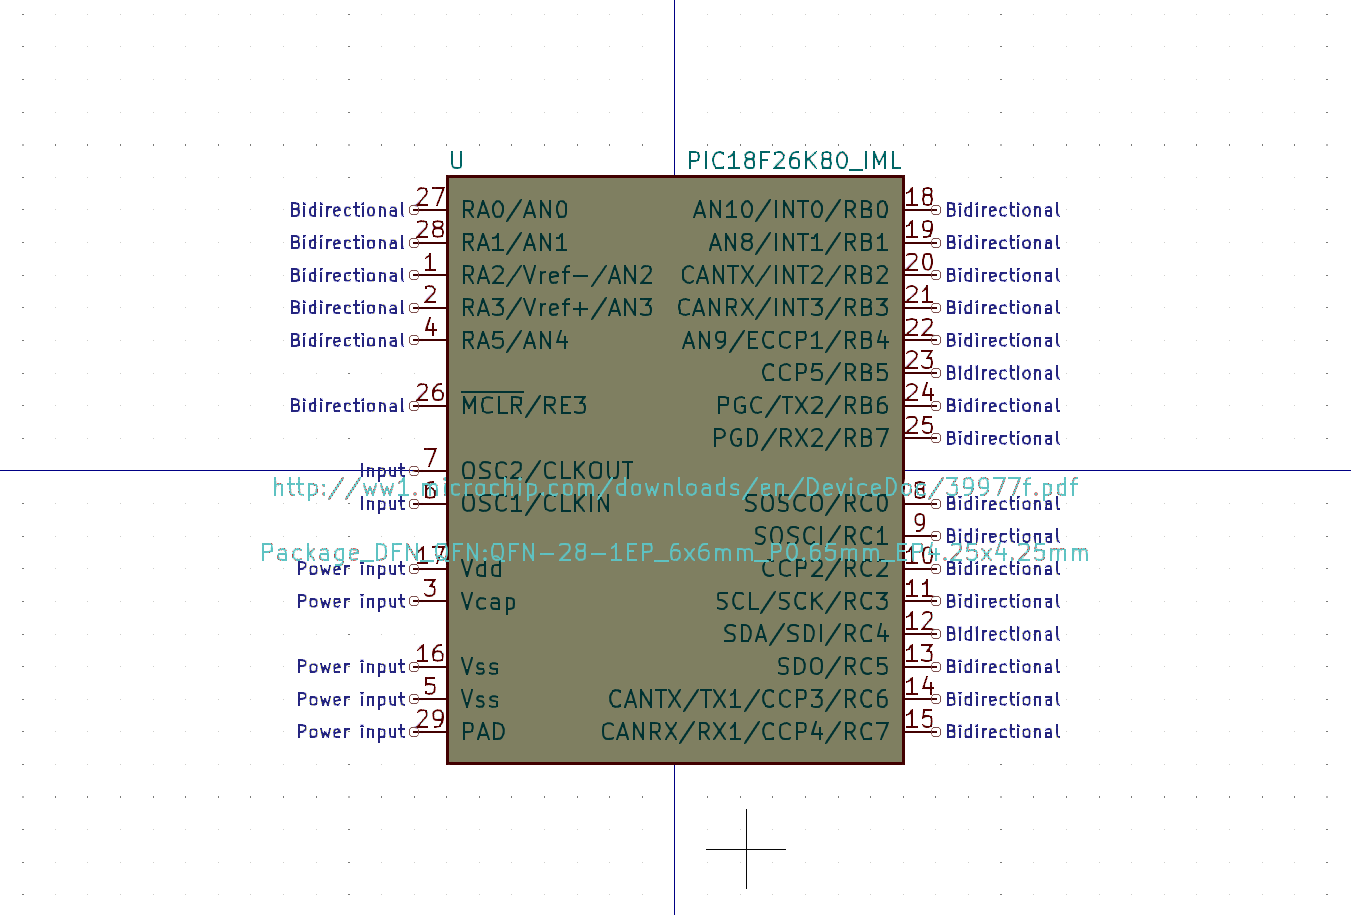 U PIC18F26K80_IML
Bidirectional 27 RA0/AN0 AN10/INT0/RB0 18 Bidirectional
Bidirectional 28 RA1/AN1 AN8/INT1/RB1 19 Bidirectional
Bidirectional 1 RA2/Vref-/AN2 CANTX/INT2/RB2 20 Bidirectional
Bidirectional 2 RA3/Vref+/AN3 CANRX/INT3/RB3 21 Bidirectional
Bidirectional 4 RA5/AN4 AN9/ECCP1/RB4 22 Bidirectional
CCP5/RB5 23 Bidirectional
Bidirectional 26 MCLR/RE3 PGC/TX2/RB6 24 Bidirectional
PGD/RX2/RB7 25 Bidirectional
Input 7 OSC2/CLKOUT
http://ww1.microchip.com/downloads/en/DeviceDoc/39977f.pdf
Input 6 OSC1/CLKIN SOSCO/RC0 8 Bidirectional
SOSCI/RC1 9 Bidirectional
Package_DFN_QFN:QFN-28-1EP_6x6mm_P0.65mm_EP4.25x4.25mm
Power input 17 Vdd CCP2/RC2 10 Bidirectional
Power input 3 Vcap SCL/SCK/RC3 11 Bidirectional
SDA/SDI/RC4 12 Bidirectional
Power input 16 Vss SDO/RC5 13 Bidirectional
Power input 5 Vss CANTX/TX1/CCP3/RC6 14 Bidirectional
Power input 29 PAD CANRX/RX1/CCP4/RC7 15 Bidirectional